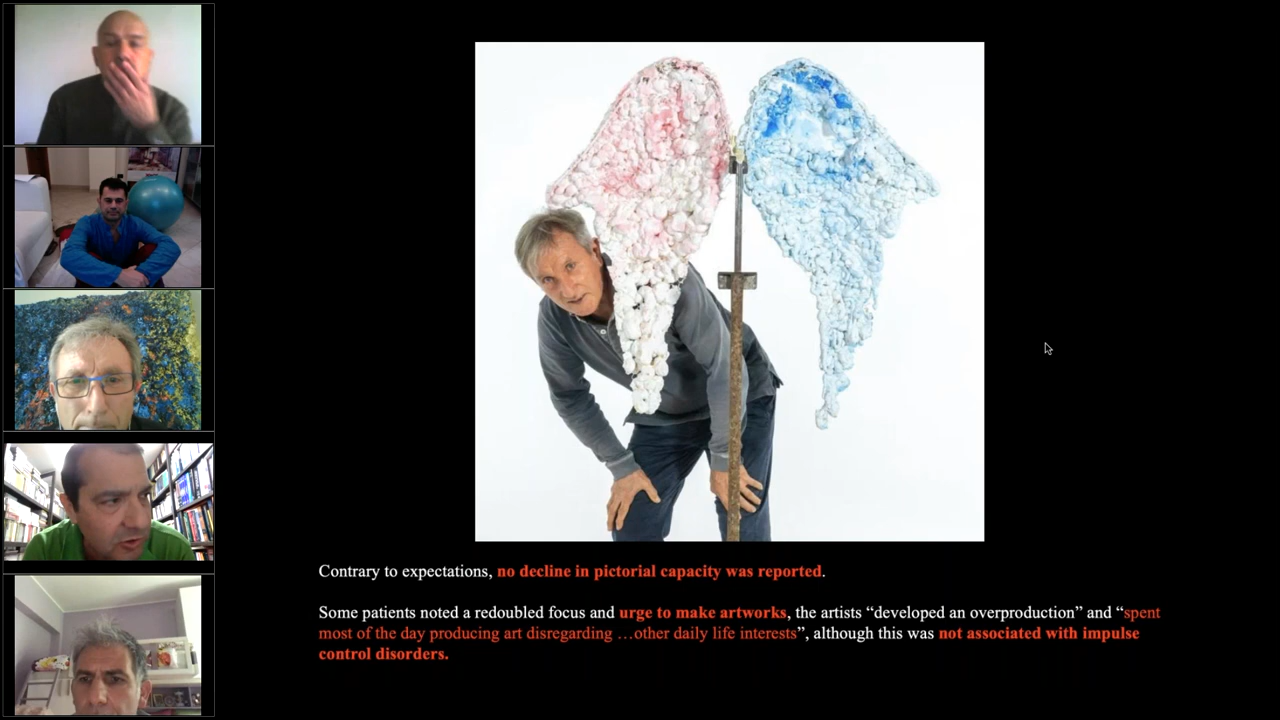 Contrary to expectations, no decline in pictorial capacity was reported.
Some patients noted a redoubled focus and urge to make artworks, the artists “developed an overproduction” and “spent
most of the day producing art disregarding …other daily life interests”, although this was not associated with impulse
control disorders.